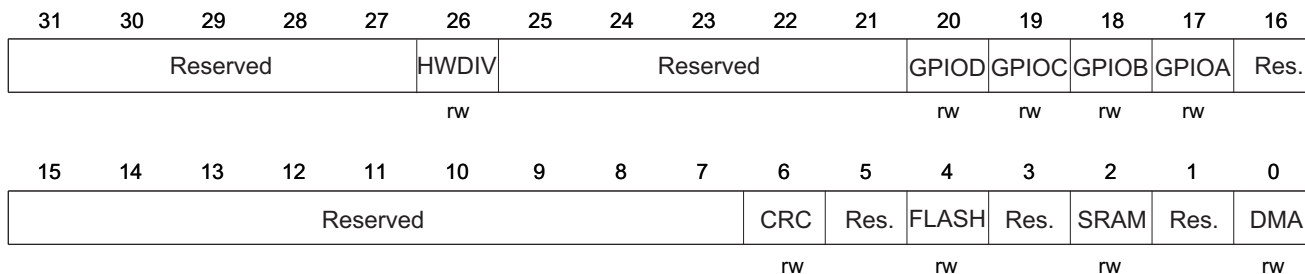 31 30 29 28 27 26 25 24 23 22 21 20 19 18 17 16
Reserved HWDIV Reserved GPIOD GPIOC GPIOB GPIOA Res.
rw rw rw rw rw
15 14 13 12 11 10 9 8 7 6 5 4 3 2 1 0
Reserved CRC Res. FLASH Res. SRAM Res. DMA
rw rw rw rw